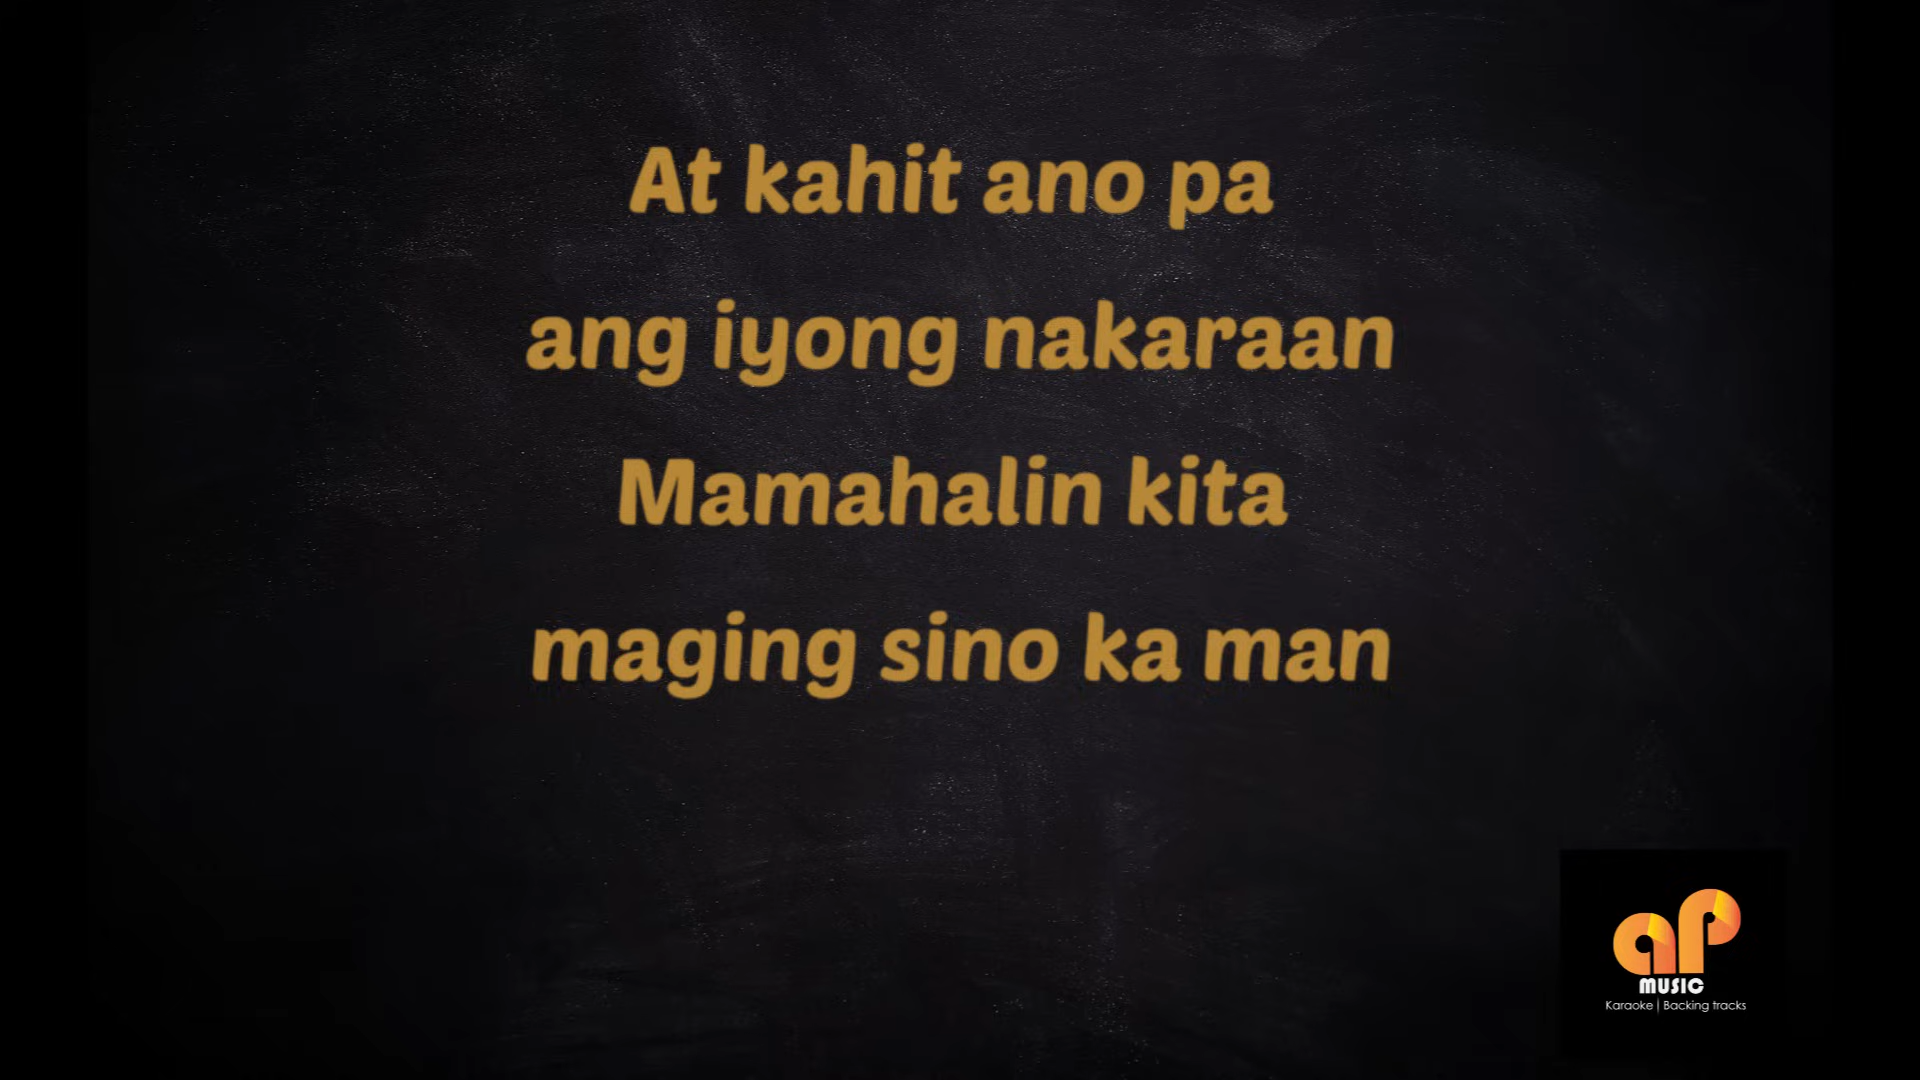 At kahit ano pa
ang iyong nakaraan
Mamahalin kita
maging sino ka man
ap
MUSIC
Karaoke | Backing tracks